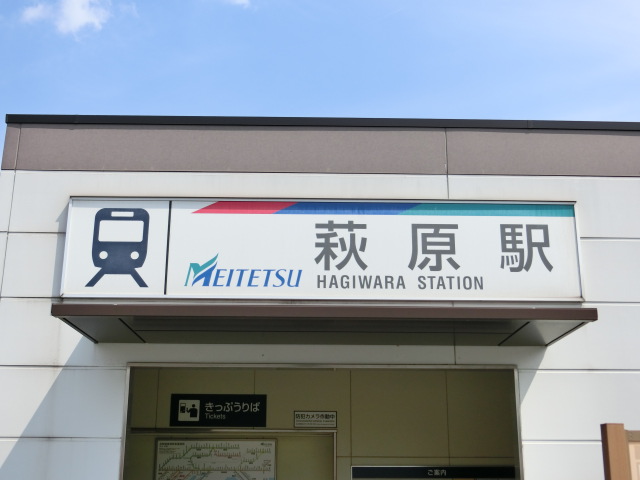 萩原駅
MEITETSU HAGIWARA STATION
きっぷうりば
Tickets
防犯カメラ作動中
ご案内